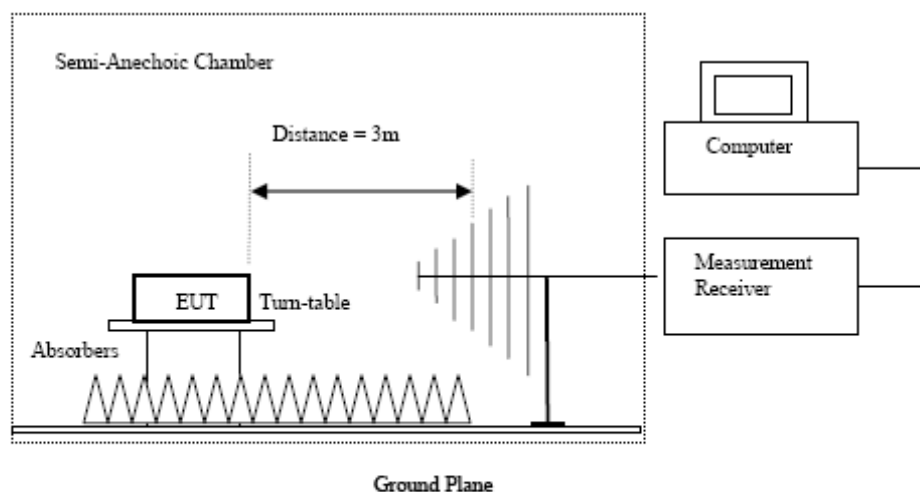 Semi-Anechoic Chamber
Distance = 3m
Computer
Measurement
Receiver
EUT
Turn-table
Absorbers
Ground Plane